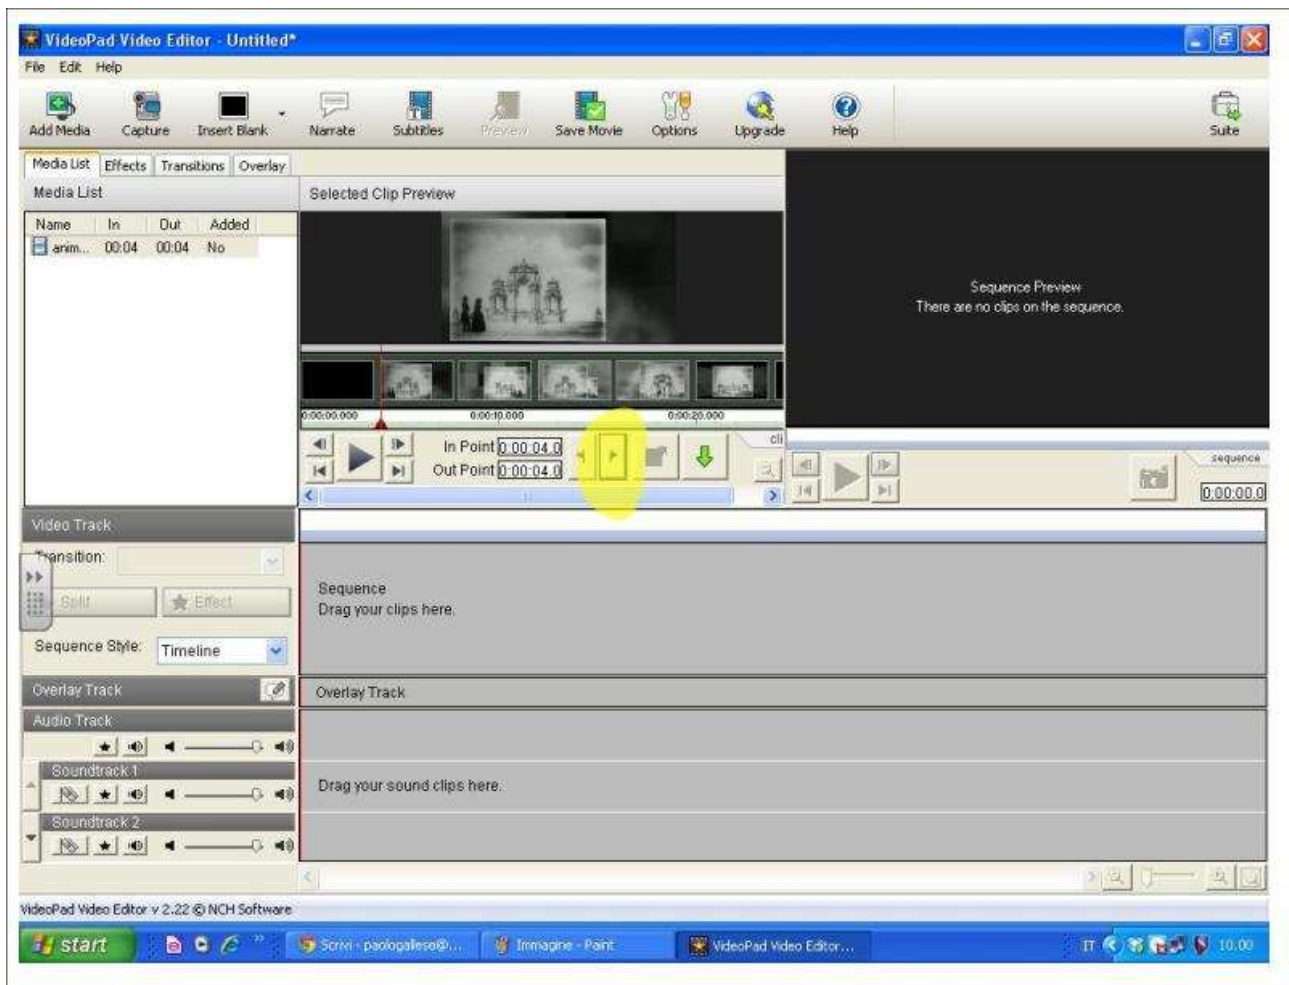 VideoPad Video Editor - Untitled*
File Edit Help
Add Media Capture Insert Blank Narrate Subtitles Preview Save Movie Options Upgrade Help Suite
Media List Effects Transitions Overlay
Media List
Selected Clip Preview
Name In Out Added
anim... 00:04 00:04 No
Sequence Preview
There are no clips on the sequence.
0:00:00.000 0:00:10.000 0:00:20.000
In Point 0:00:04.0
Out Point 0:00:04.0
cli
sequence
0:00:00.0
Video Track
Transition:
Split Effect
Sequence Style: Timeline
Sequence
Drag your clips here.
Overlay Track
Overlay Track
Audio Track
Soundtrack 1
Drag your sound clips here.
Soundtrack 2
VideoPad Video Editor v 2.22 © NCH Software
start
Scrivi - paologallese@...
Immagine - Paint
VideoPad Video Editor...
IT
10.00